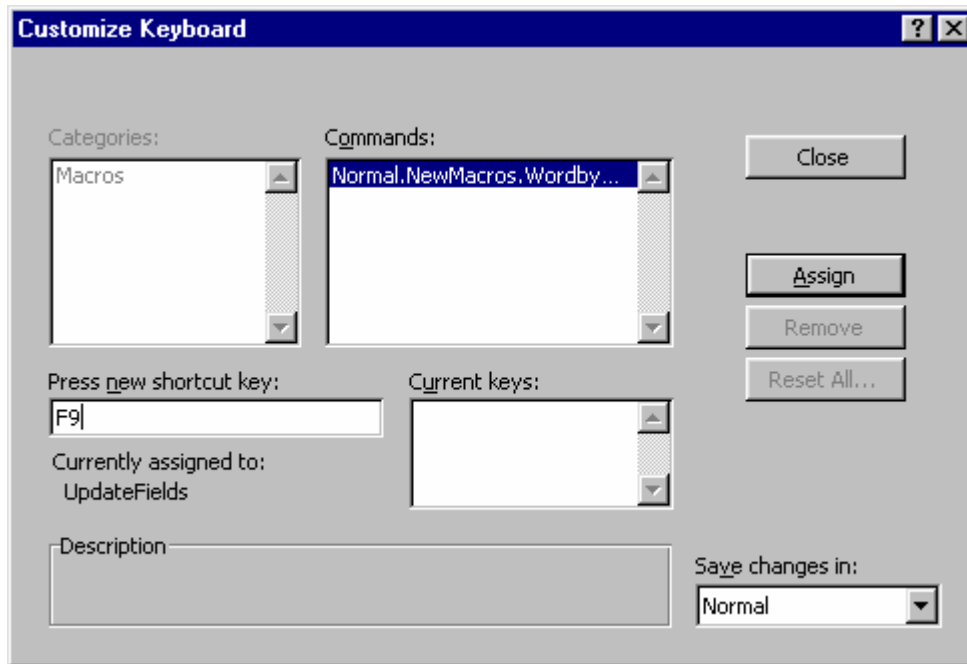 Customize Keyboard
Categories:
Commands:
Macros
Normal.NewMacros.Wordby...
Close
Assign
Remove
Reset All...
Press new shortcut key:
Current keys:
F9
Currently assigned to:
UpdateFields
Description
Save changes in:
Normal